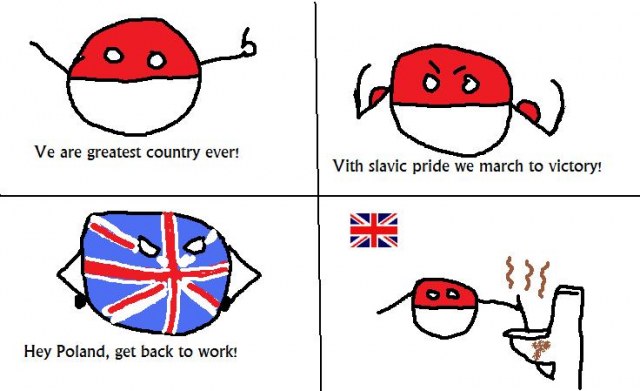 Ve are greatest country ever!
Vith slavic pride we march to victory!
Hey Poland, get back to work!